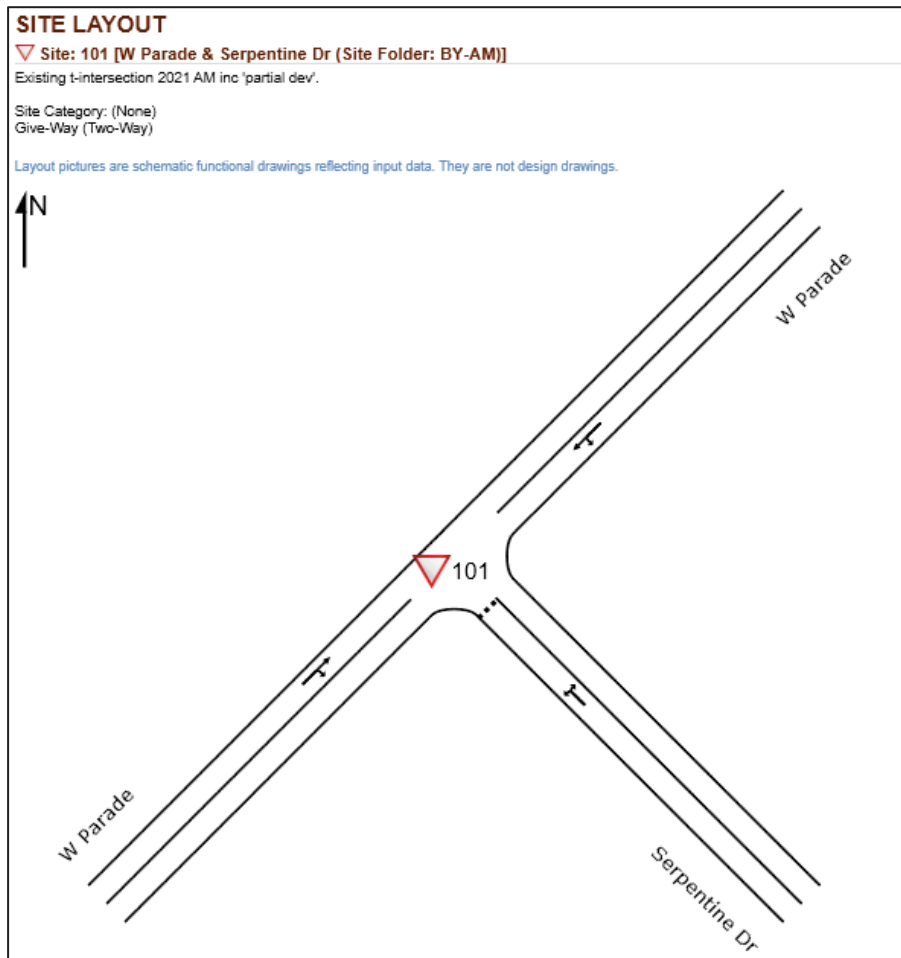 SITE LAYOUT
Site: 101 [W Parade & Serpentine Dr (Site Folder: BY-AM)]
Existing t-intersection 2021 AM inc 'partial dev'.
Site Category: (None)
Give-Way (Two-Way)
Layout pictures are schematic functional drawings reflecting input data. They are not design drawings.
N
W Parade
101
W Parade
Serpentine Dr